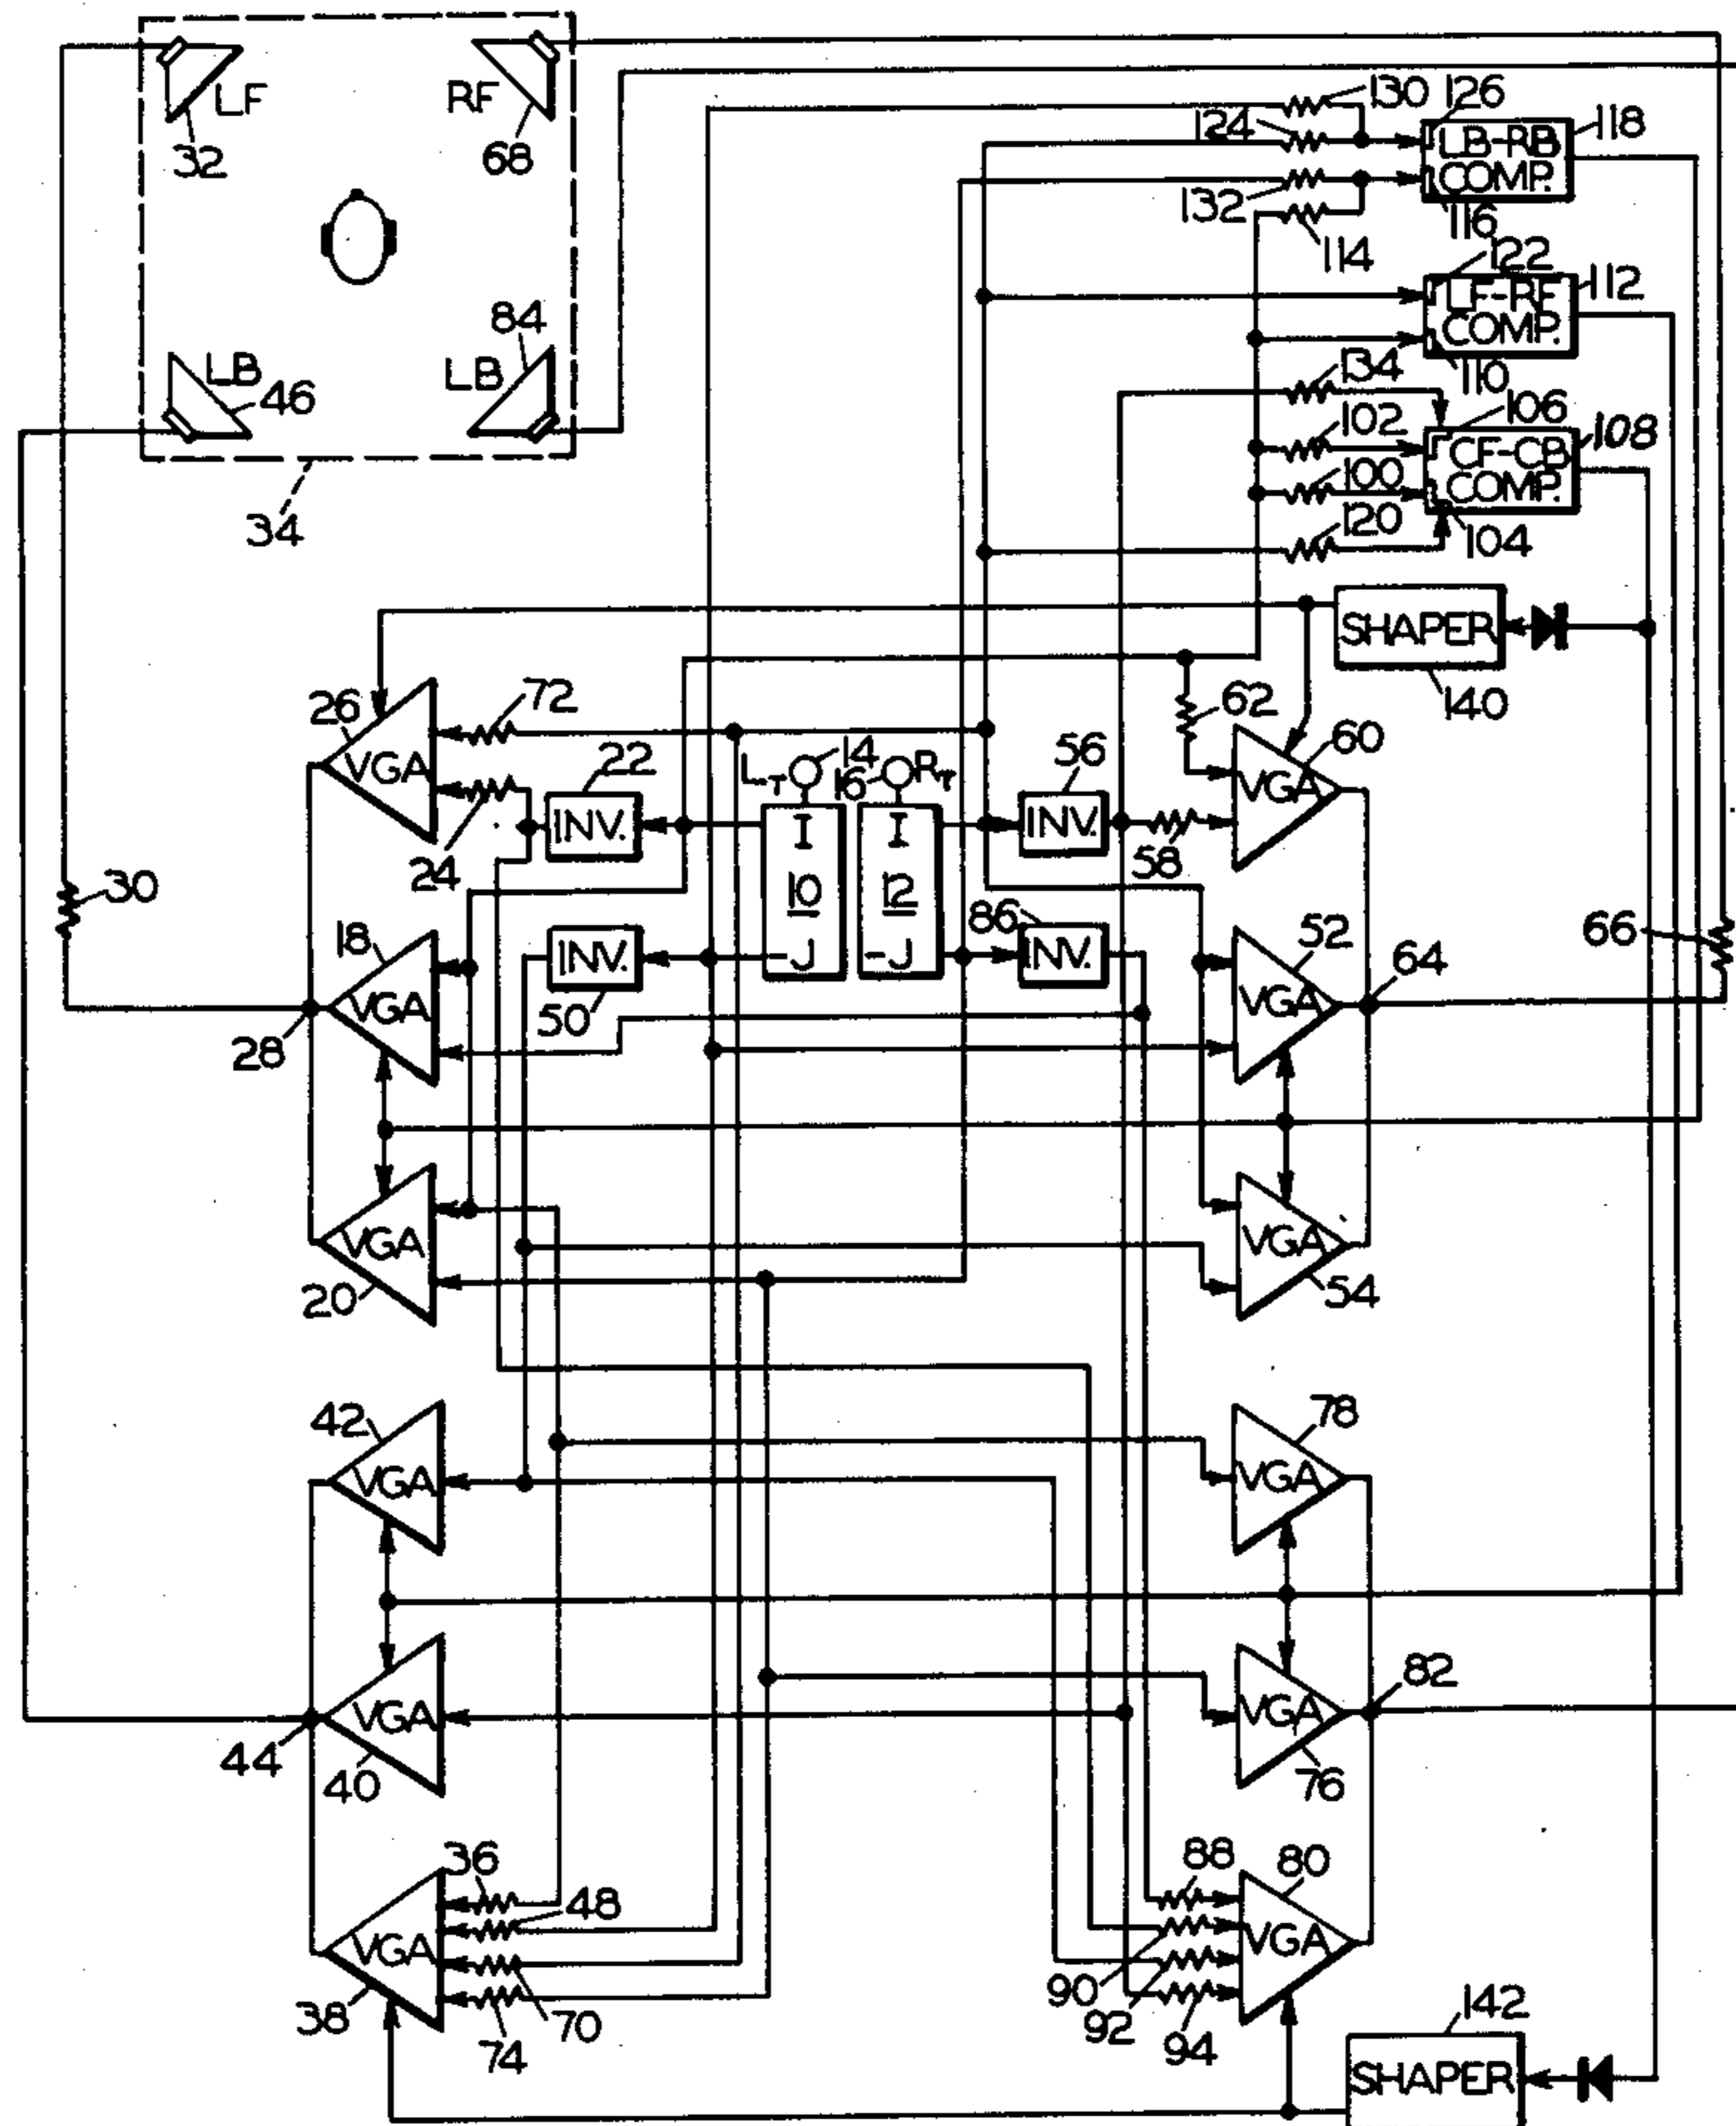 130
126
124
LB-RB
COMP.
118
LF
RF
32
68
132
116
114
122
LF-RF
COMP.
112
84
LB
LB
46
134
110
106
102
CF-CB
COMP.
108
100
120
104
34
SHAPER
140
26
72
62
VGA
22
LT
14
16
RT
56
60
VGA
INV.
I
I
INV.
24
58
30
10
12
18
86
52
66
INV.
-J
-J
INV.
64
VGA
VGA
50
28
VGA
VGA
20
54
42
78
VGA
VGA
82
VGA
VGA
44
40
76
36
88
80
48
VGA
VGA
90
38
70
92
142
74
94
SHAPER